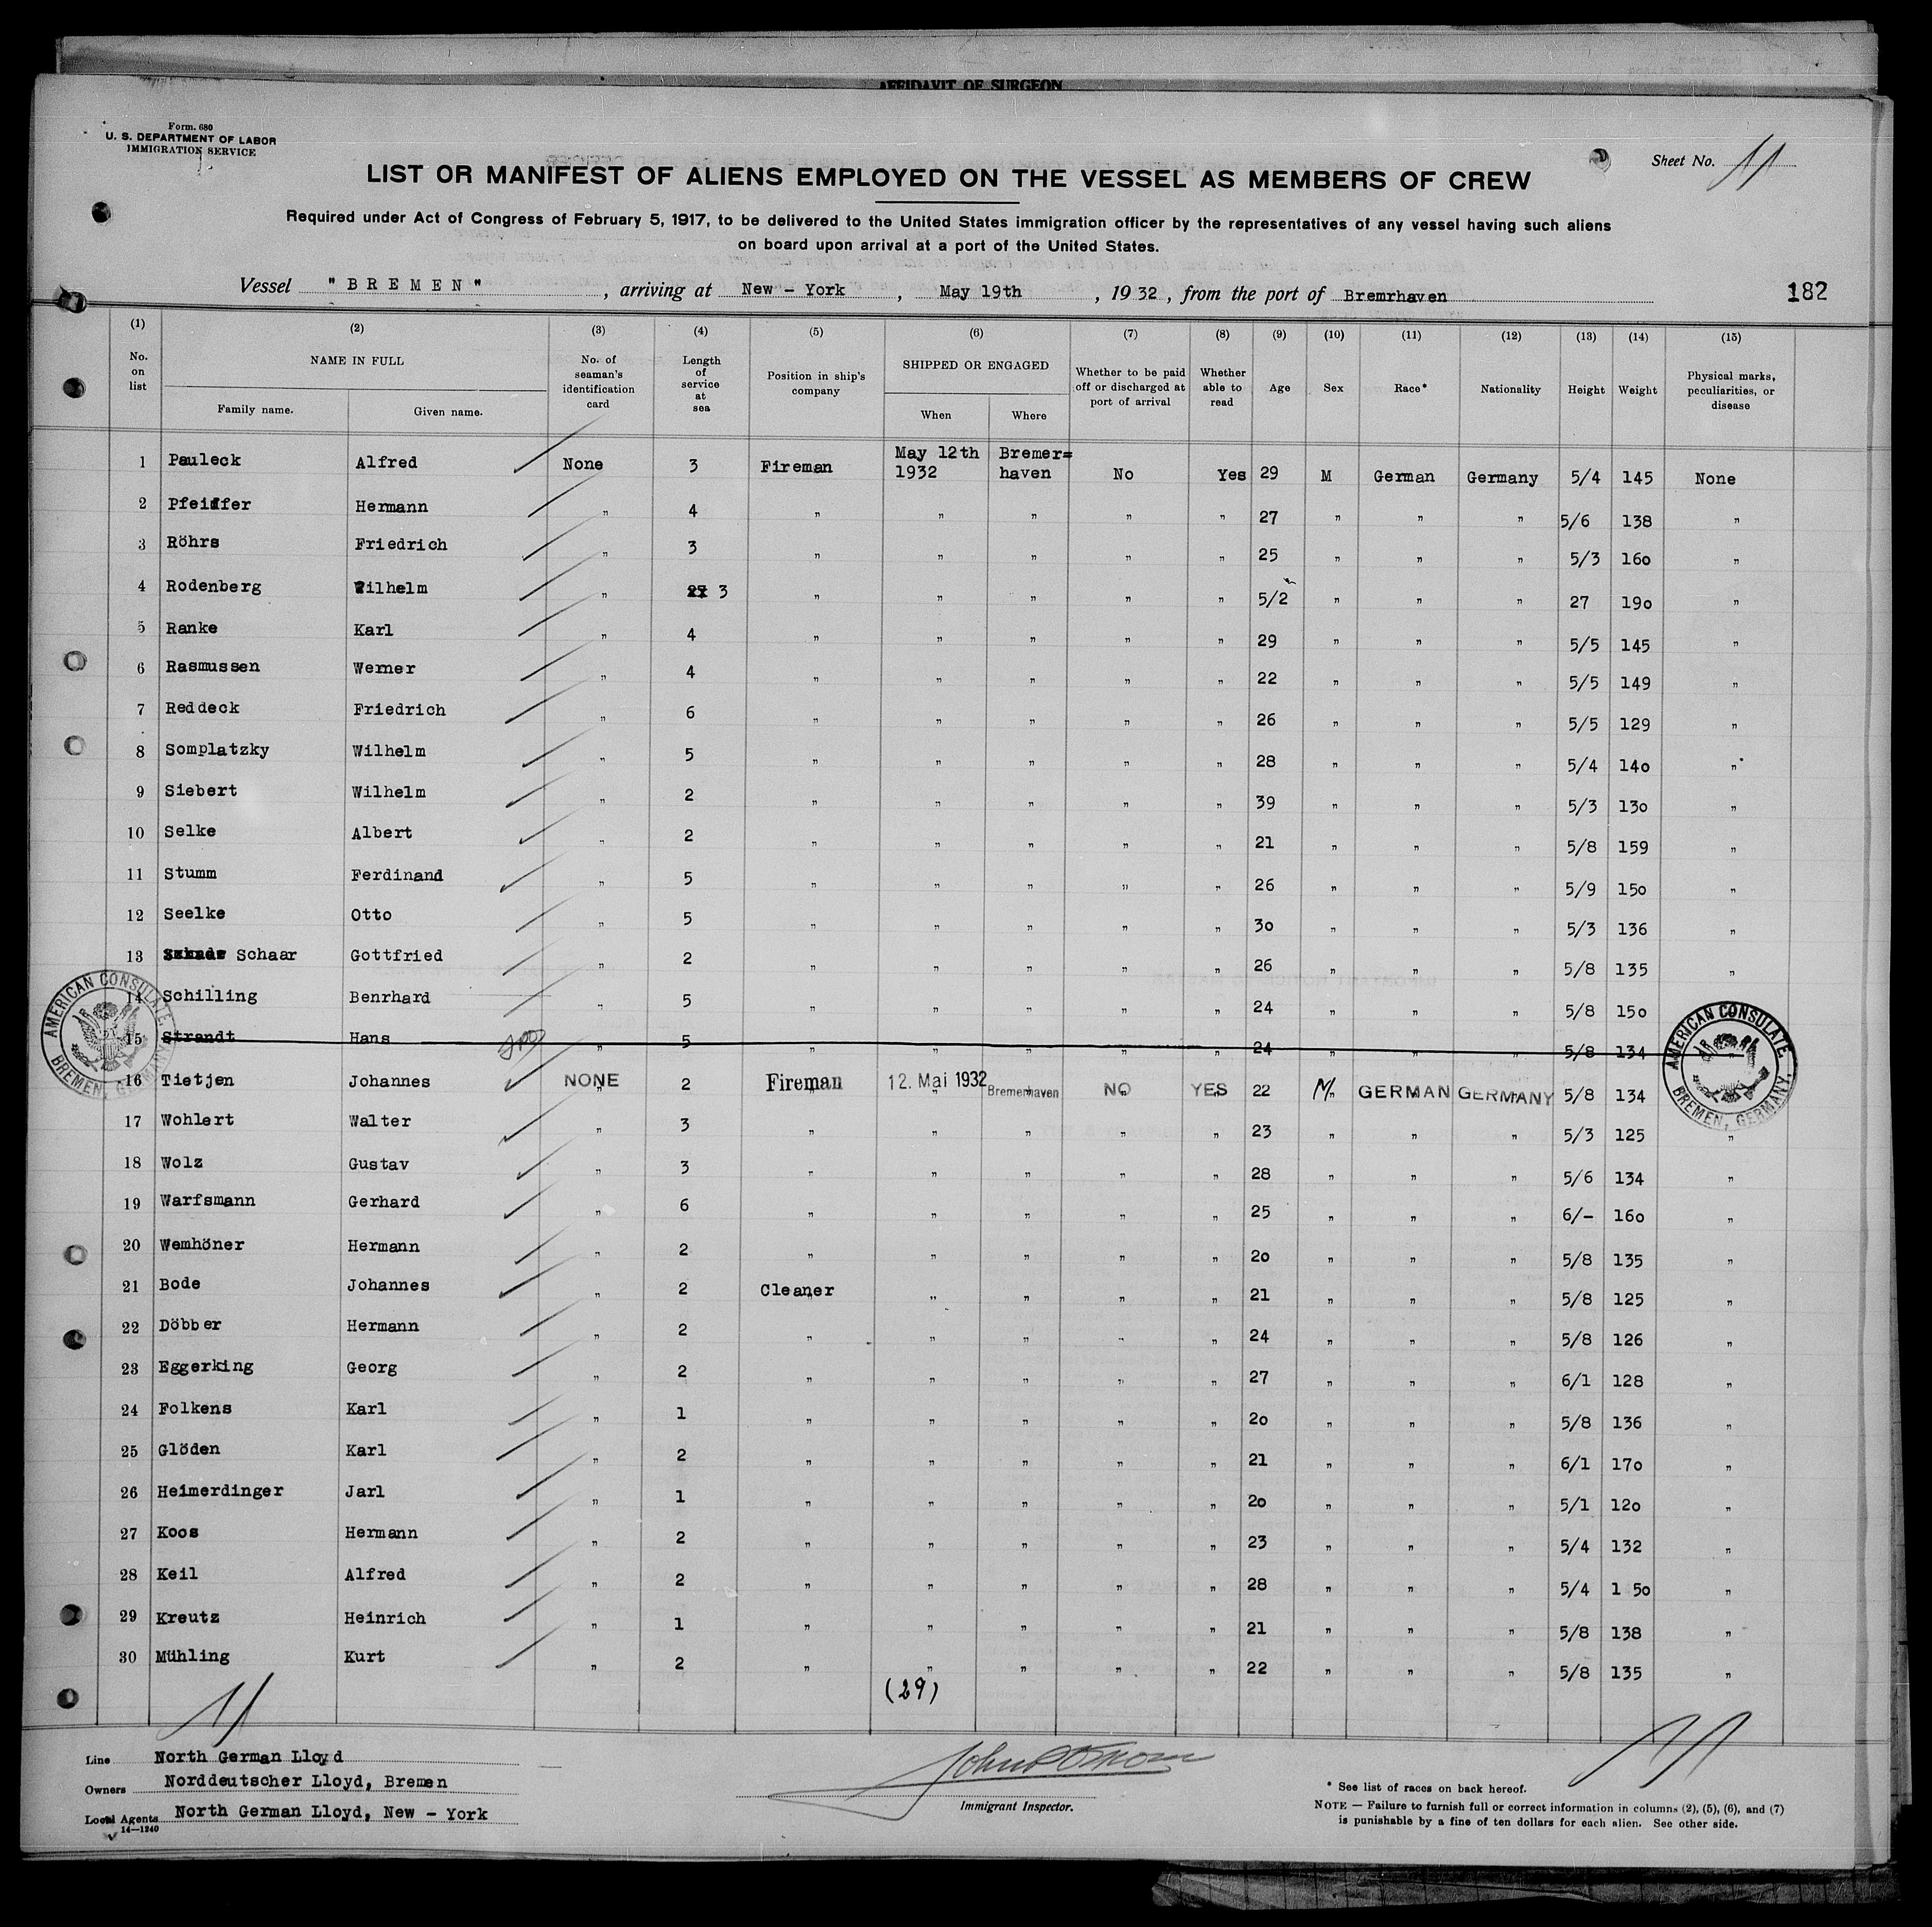 AFFIDAVIT OF SURGEON
Form. 680
U. S. DEPARTMENT OF LABOR
IMMIGRATION SERVICE
Sheet No. 11
LIST OR MANIFEST OF ALIENS EMPLOYED ON THE VESSEL AS MEMBERS OF CREW
Required under Act of Congress of February 5, 1917, to be delivered to the United States immigration officer by the representatives of any vessel having such aliens
on board upon arrival at a port of the United States.
Vessel "BREMEN", arriving at New - York, May 19th, 1932, from the port of Bremrhaven
182
(1) (2) (3) (4) (5) (6) (7) (8) (9) (10) (11) (12) (13) (14) (15)
No. on list NAME IN FULL Family name. Given name. No. of seaman's identification card Length of service at sea Position in ship's company SHIPPED OR ENGAGED When Where Whether to be paid off or discharged at port of arrival Whether able to read Age Sex Race* Nationality Height Weight Physical marks, peculiarities, or disease
1 Pauleck Alfred None 3 Fireman May 12th 1932 Bremer= haven No Yes 29 M German Germany 5/4 145 None
2 Pfeiffer Hermann " 4 " " " " " 27 " " " 5/6 138 "
3 Röhrs Friedrich " 3 " " " " " 25 " " " 5/3 160 "
4 Rodenberg Wilhelm " 27 3 " " " " " 5/2 " " " 27 190 "
5 Ranke Karl " 4 " " " " " 29 " " " 5/5 145 "
6 Rasmussen Werner " 4 " " " " " 22 " " " 5/5 149 "
7 Reddeck Friedrich " 6 " " " " " 26 " " " 5/5 129 "
8 Somplatzky Wilhelm " 5 " " " " " 28 " " " 5/4 140 "
9 Siebert Wilhelm " 2 " " " " " 39 " " " 5/3 130 "
10 Selke Albert " 2 " " " " " 21 " " " 5/8 159 "
11 Stumm Ferdinand " 5 " " " " " 26 " " " 5/9 150 "
12 Seelke Otto " 5 " " " " " 30 " " " 5/3 136 "
13 Schaar Gottfried " 2 " " " " " 26 " " " 5/8 135 "
14 Schilling Benrhard " 5 " " " " " 24 " " " 5/8 150 "
15 Strandt Hans " 5 " " " " " 24 " " " 5/8 134
16 Tietjen Johannes NONE 2 Fireman 12. Mai 1932 Bremerhaven NO YES 22 M GERMAN GERMANY 5/8 134
17 Wohlert Walter " 3 " " " " " 23 " " " 5/3 125 "
18 Wolz Gustav " 3 " " " " " 28 " " " 5/6 134 "
19 Warfsmann Gerhard " 6 " " " " " 25 " " " 6/- 160 "
20 Wemhöner Hermann " 2 " " " " " 20 " " " 5/8 135 "
21 Bode Johannes " 2 Cleaner " " " " 21 " " " 5/8 125 "
22 Döbber Hermann " 2 " " " " " 24 " " " 5/8 126 "
23 Eggerking Georg " 2 " " " " " 27 " " " 6/1 128 "
24 Folkens Karl " 1 " " " " " 20 " " " 5/8 136 "
25 Glöden Karl " 2 " " " " " 21 " " " 6/1 170 "
26 Heimerdinger Jarl " 1 " " " " " 20 " " " 5/1 120 "
27 Koos Hermann " 2 " " " " " 23 " " " 5/4 132 "
28 Keil Alfred " 2 " " " " " 28 " " " 5/4 1 50 "
29 Kreutz Heinrich " 1 " " " " " 21 " " " 5/8 138 "
30 Mühling Kurt " 2 " " " " " 22 " " " 5/8 135 "
AMERICAN CONSULATE BREMEN, GERMANY
AMERICAN CONSULATE, BREMEN, GERMANY,
(29)
11
11
Line North German Lloyd
Owners Norddeutscher Lloyd, Bremen
Local Agents North German Lloyd, New - York
14—1240
Immigrant Inspector.
* See list of races on back hereof.
NOTE — Failure to furnish full or correct information in columns (2), (5), (6), and (7)
is punishable by a fine of ten dollars for each alien. See other side.